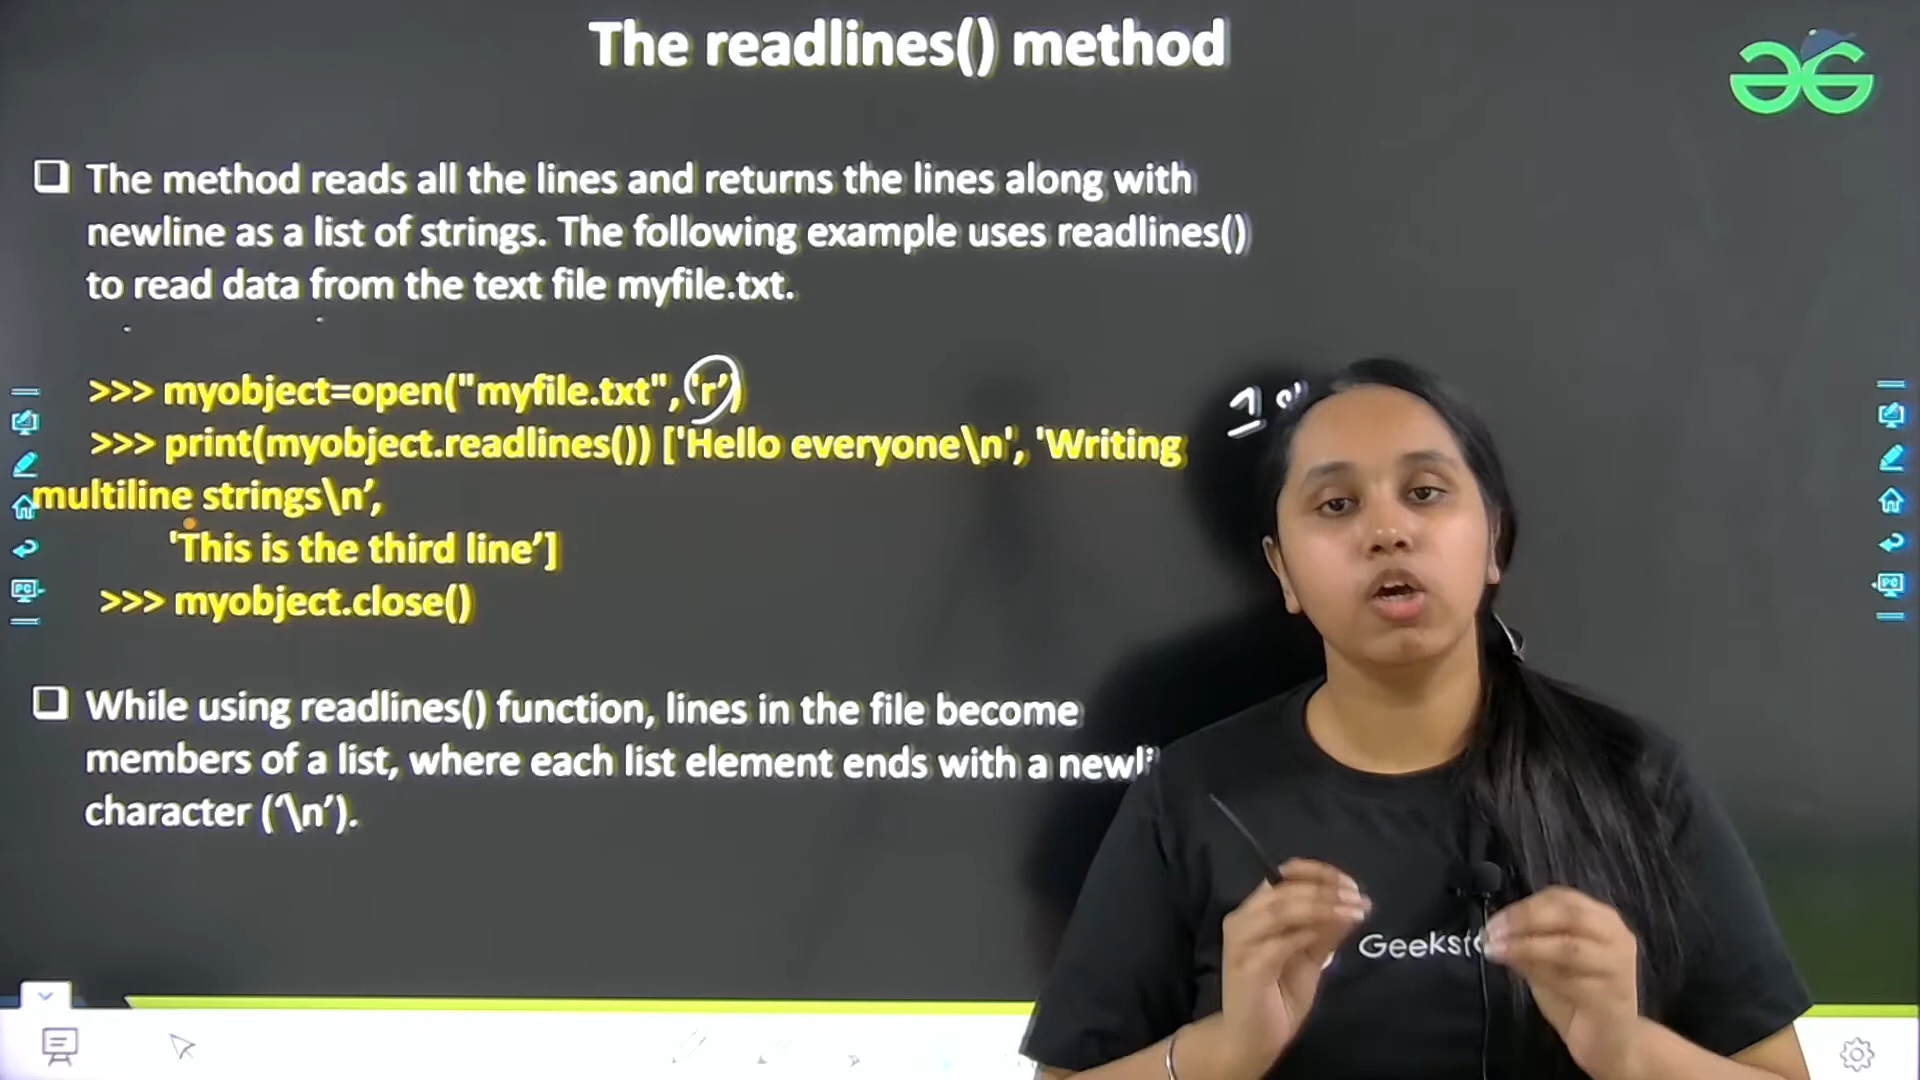 The readlines() method
❑ The method reads all the lines and returns the lines along with
newline as a list of strings. The following example uses readlines()
to read data from the text file myfile.txt.
>>> myobject=open("myfile.txt", 'r')
>>> print(myobject.readlines()) ['Hello everyone\n', 'Writing
multiline strings\n’,
'This is the third line’]
>>> myobject.close()
❑ While using readlines() function, lines in the file become
members of a list, where each list element ends with a
character (‘\n’).
1
PC
PC